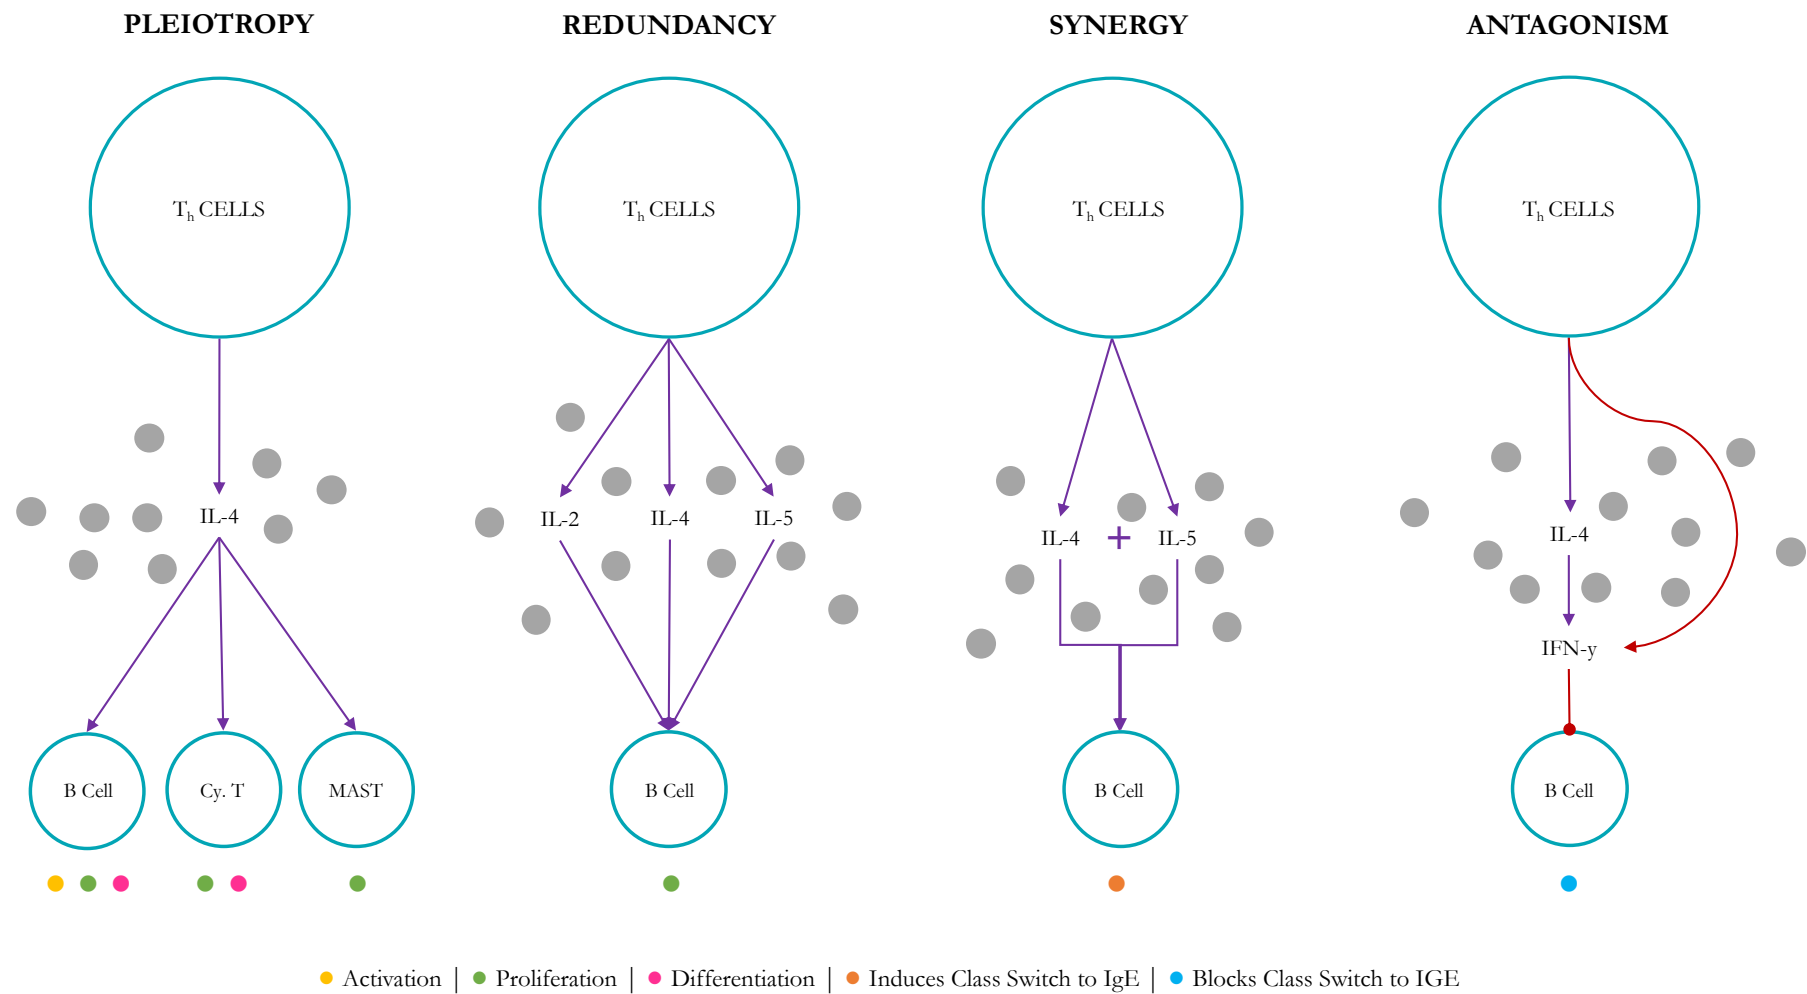 PLEIOTROPY
REDUNDANCY
SYNERGY
ANTAGONISM
Th CELLS
Th CELLS
Th CELLS
Th CELLS
IL-4
IL-2
IL-4
IL-5
IL-4 + IL-5
IL-4
IFN-y
B Cell
Cy. T
MAST
B Cell
B Cell
B Cell
Activation | Proliferation | Differentiation | Induces Class Switch to IgE | Blocks Class Switch to IGE